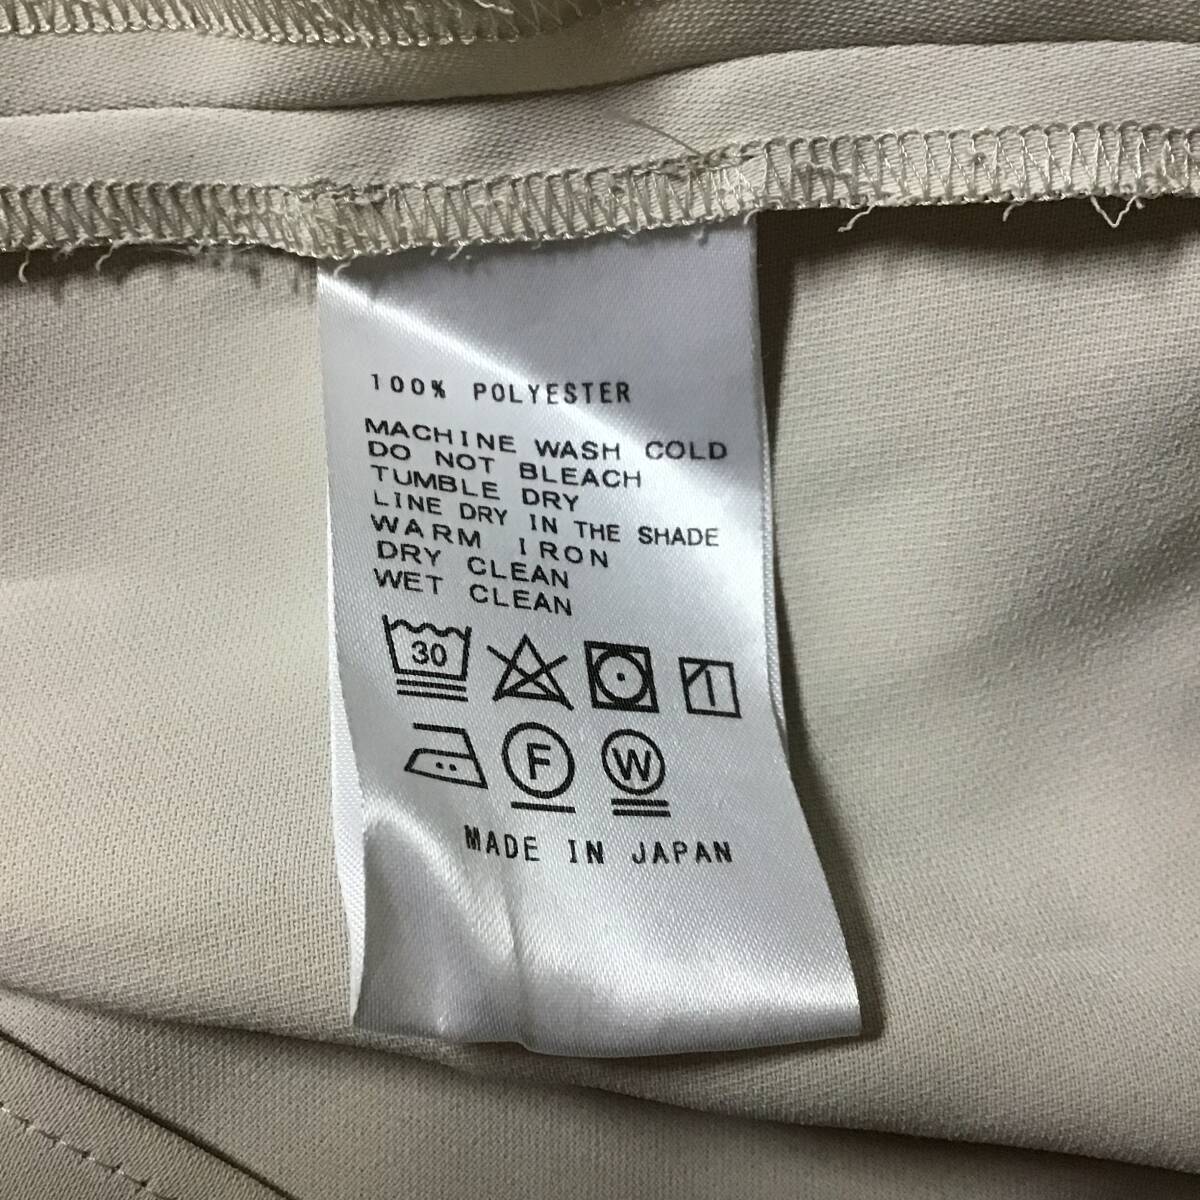 100% POLYESTER
MACHINE WASH COLD
DO NOT BLEACH
TUMBLE DRY
LINE DRY IN THE SHADE
WARM IRON
DRY CLEAN
WET CLEAN
30
F W
MADE IN JAPAN